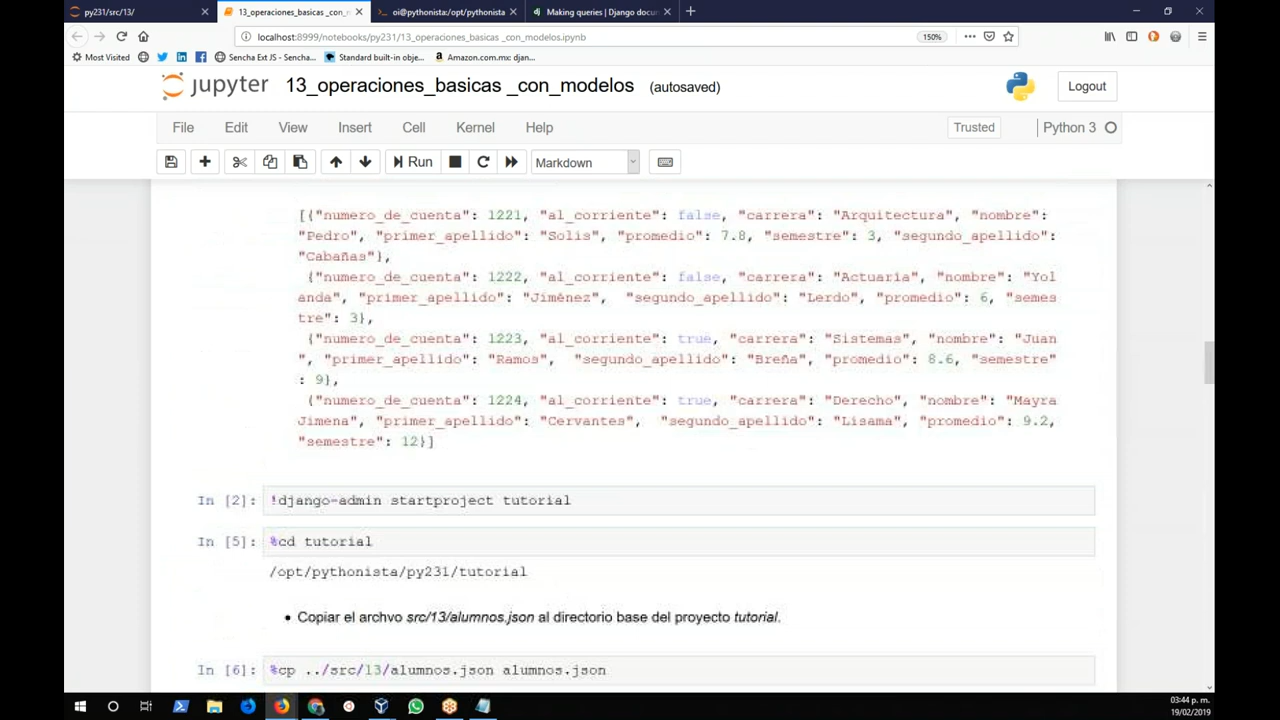 py231/src/13/
13_operaciones_basicas _con_m
oi@pythonista:/opt/pythonista
Making queries | Django docu
localhost:8999/notebooks/py231/13_operaciones_basicas _con_modelos.ipynb
150%
Most Visited
Sencha Ext JS - Sencha...
Standard built-in obje...
Amazon.com.mx: djan...
jupyter
13_operaciones_basicas _con_modelos
(autosaved)
Logout
File Edit View Insert Cell Kernel Help
Trusted
Python 3
Run
Markdown
[{"numero_de_cuenta": 1221, "al_corriente": false, "carrera": "Arquitectura", "nombre":
"Pedro", "primer_apellido": "Solis", "promedio": 7.8, "semestre": 3, "segundo_apellido":
"Cabañas"},
{"numero_de_cuenta": 1222, "al_corriente": false, "carrera": "Actuaria", "nombre": "Yol
anda", "primer_apellido": "Jiménez", "segundo_apellido": "Lerdo", "promedio": 6, "semes
tre": 3},
{"numero_de_cuenta": 1223, "al_corriente": true, "carrera": "Sistemas", "nombre": "Juan
", "primer_apellido": "Ramos", "segundo_apellido": "Breña", "promedio": 8.6, "semestre"
: 9},
{"numero_de_cuenta": 1224, "al_corriente": true, "carrera": "Derecho", "nombre": "Mayra
Jimena", "primer_apellido": "Cervantes", "segundo_apellido": "Lisama", "promedio": 9.2,
"semestre": 12}]
In [2]: !django-admin startproject tutorial
In [5]: %cd tutorial
/opt/pythonista/py231/tutorial
• Copiar el archvo src/13/alumnos.json al directorio base del proyecto tutorial.
In [6]: %cp ../src/13/alumnos.json alumnos.json
03:44 p. m.
19/02/2019